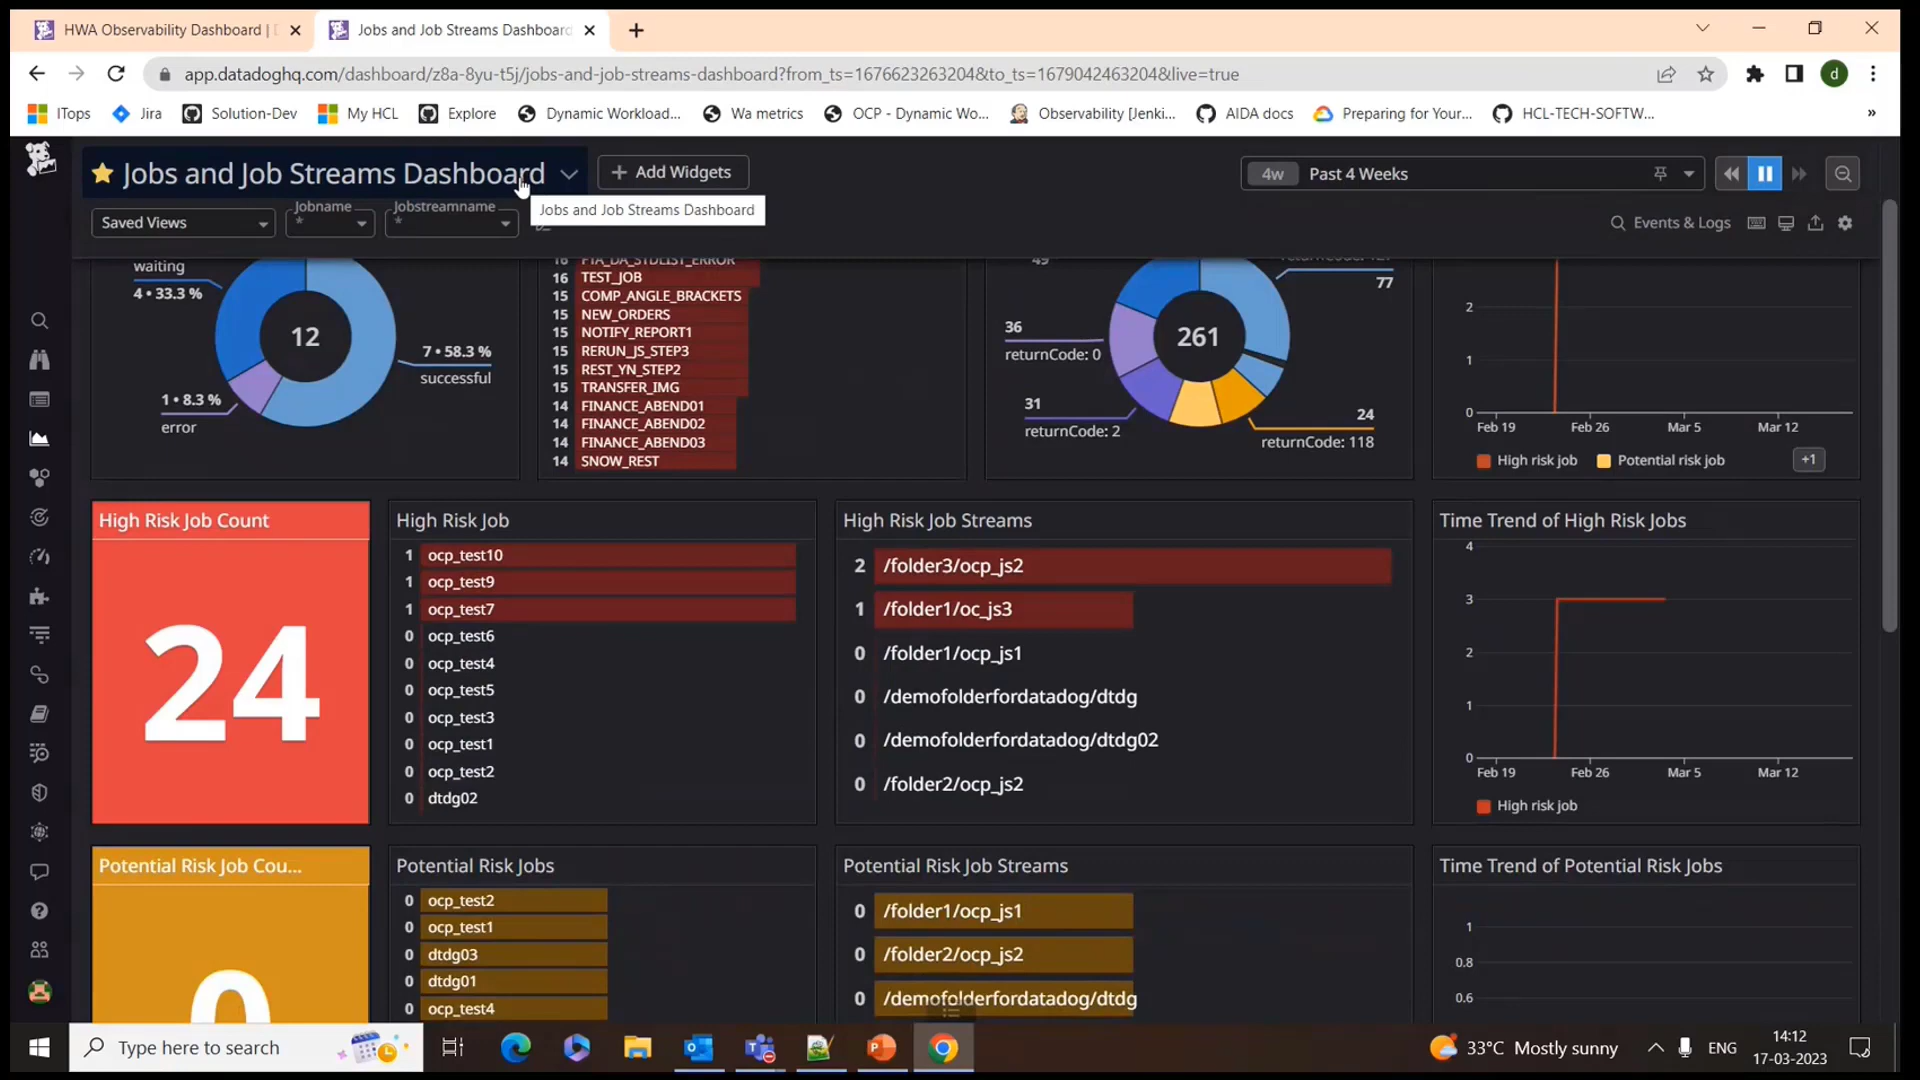 HWA Observability Dashboard |
Jobs and Job Streams Dashboard
app.datadoghq.com/dashboard/z8a-8yu-t5j/jobs-and-job-streams-dashboard?from_ts=1676623263204&to_ts=1679042463204&live=true
d
ITops
Jira
Solution-Dev
My HCL
Explore
Dynamic Workload...
Wa metrics
OCP - Dynamic Wo...
Observability [Jenki...
AIDA docs
Preparing for Your...
HCL-TECH-SOFTW...
»
Jobs and Job Streams Dashboard
+ Add Widgets
4w Past 4 Weeks
Jobs and Job Streams Dashboard
Saved Views
Jobname
*
Jobstreamname
*
Events & Logs
waiting
4 • 33.3 %
12
7 • 58.3 %
successful
1 • 8.3 %
error
16 FTA_DA_STDLIST_ERROR
16 TEST_JOB
15 COMP_ANGLE_BRACKETS
15 NEW_ORDERS
15 NOTIFY_REPORT1
15 RERUN_JS_STEP3
15 REST_YN_STEP2
15 TRANSFER_IMG
14 FINANCE_ABEND01
14 FINANCE_ABEND02
14 FINANCE_ABEND03
14 SNOW_REST
49
77
36
returnCode: 0
261
31
returnCode: 2
24
returnCode: 118
2
1
0
Feb 19 Feb 26 Mar 5 Mar 12
High risk job Potential risk job +1
High Risk Job Count
24
High Risk Job
1 ocp_test10
1 ocp_test9
1 ocp_test7
0 ocp_test6
0 ocp_test4
0 ocp_test5
0 ocp_test3
0 ocp_test1
0 ocp_test2
0 dtdg02
High Risk Job Streams
2 /folder3/ocp_js2
1 /folder1/oc_js3
0 /folder1/ocp_js1
0 /demofolderfordatadog/dtdg
0 /demofolderfordatadog/dtdg02
0 /folder2/ocp_js2
Time Trend of High Risk Jobs
4
3
2
1
0
Feb 19 Feb 26 Mar 5 Mar 12
High risk job
Potential Risk Job Cou...
0
Potential Risk Jobs
0 ocp_test2
0 ocp_test1
0 dtdg03
0 dtdg01
0 ocp_test4
Potential Risk Job Streams
0 /folder1/ocp_js1
0 /folder2/ocp_js2
0 /demofolderfordatadog/dtdg
Time Trend of Potential Risk Jobs
1
0.8
0.6
Type here to search
33°C Mostly sunny
ENG
14:12
17-03-2023